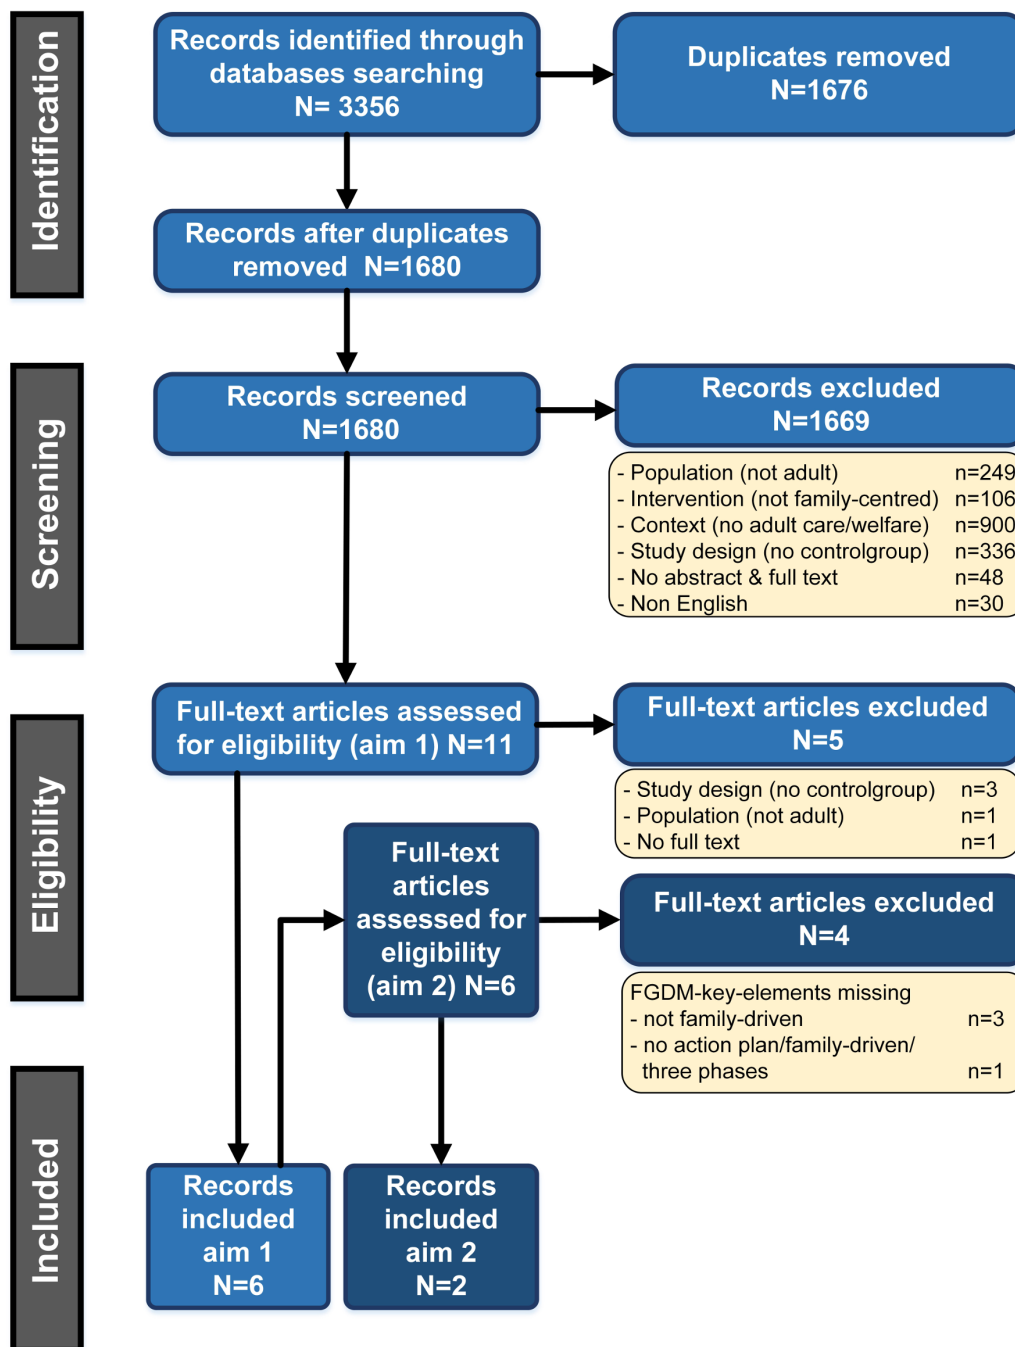 Identification
Records identified through
databases searching
N= 3356
Duplicates removed
N=1676
Records after duplicates
removed N=1680
Screening
Records screened
N=1680
Records excluded
N=1669
- Population (not adult) n=249
- Intervention (not family-centred) n=106
- Context (no adult care/welfare) n=900
- Study design (no controlgroup) n=336
- No abstract & full text n=48
- Non English n=30
Eligibility
Full-text articles assessed
for eligibility (aim 1) N=11
Full-text articles excluded
N=5
- Study design (no controlgroup) n=3
- Population (not adult) n=1
- No full text n=1
Full-text
articles
assessed for
eligibility
(aim 2) N=6
Full-text articles excluded
N=4
FGDM-key-elements missing
- not family-driven n=3
- no action plan/family-driven/
three phases n=1
Included
Records
included
aim 1
N=6
Records
included
aim 2
N=2